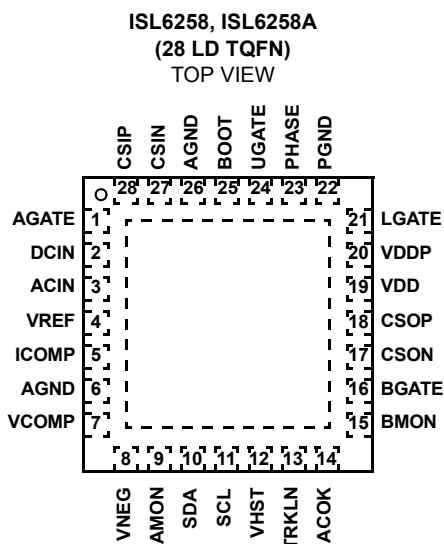 ISL6258, ISL6258A
(28 LD TQFN)
TOP VIEW
CSIP
CSIN
AGND
BOOT
UGATE
PHASE
PGND
28 27 26 25 24 23 22
AGATE 1
DCIN 2
ACIN 3
VREF 4
ICOMP 5
AGND 6
VCOMP 7
21 LGATE
20 VDDP
19 VDD
18 CSOP
17 CSON
16 BGATE
15 BMON
8 9 10 11 12 13 14
VNEG
AMON
SDA
SCL
VHST
TRKLN
ACOK